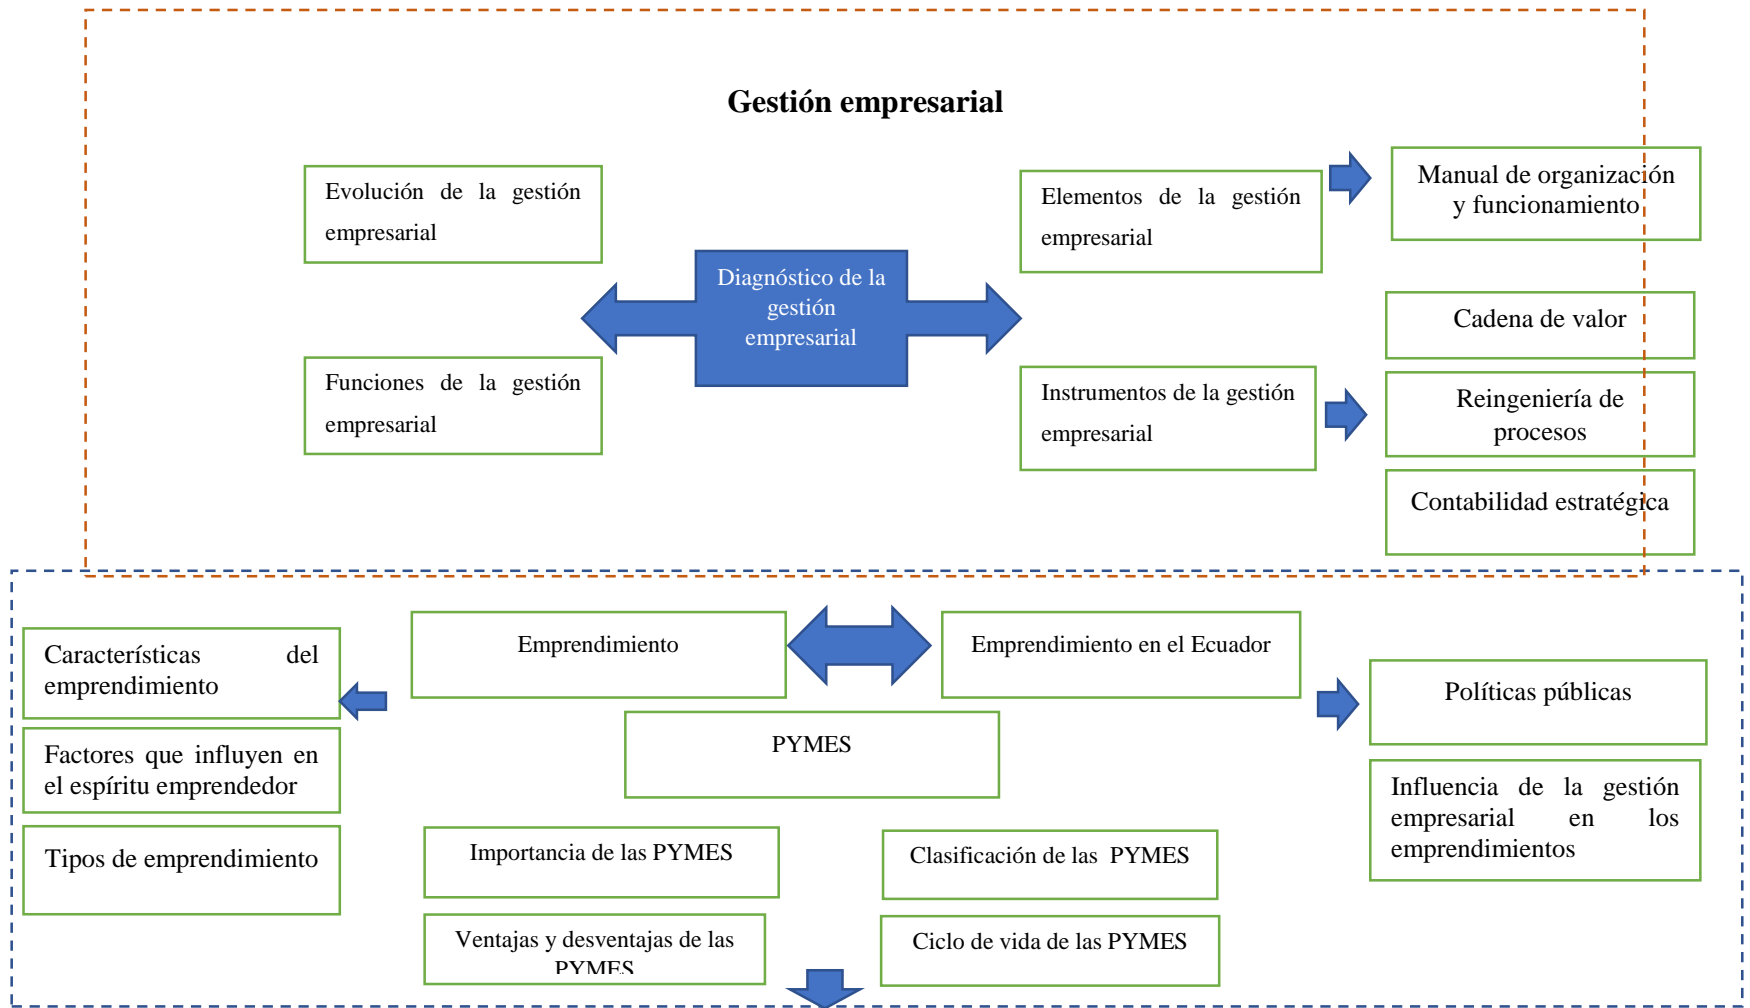 Gestión empresarial
Evolución de la gestión
empresarial
Funciones de la gestión
empresarial
Diagnóstico de la
gestión
empresarial
Elementos de la gestión
empresarial
Instrumentos de la gestión
empresarial
Manual de organización
y funcionamiento
Cadena de valor
Reingeniería de
procesos
Contabilidad estratégica
Características del
emprendimiento
Factores que influyen en
el espíritu emprendedor
Tipos de emprendimiento
Emprendimiento
Emprendimiento en el Ecuador
PYMES
Importancia de las PYMES
Clasificación de las PYMES
Ventajas y desventajas de las
PYMES
Ciclo de vida de las PYMES
Políticas públicas
Influencia de la gestión
empresarial en los
emprendimientos